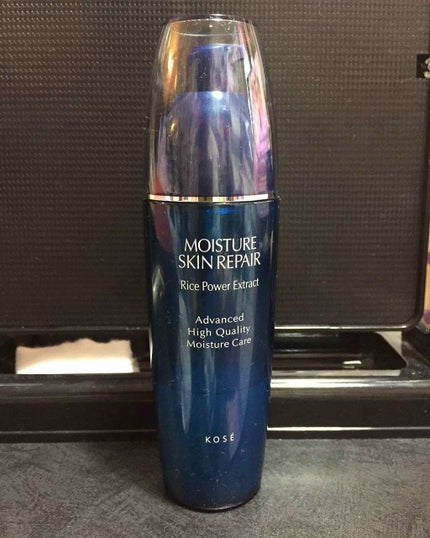 MOISTURE
SKIN REPAIR
Rice Power Extract
Advanced
High Quality
Moisture Care
KOSÉ